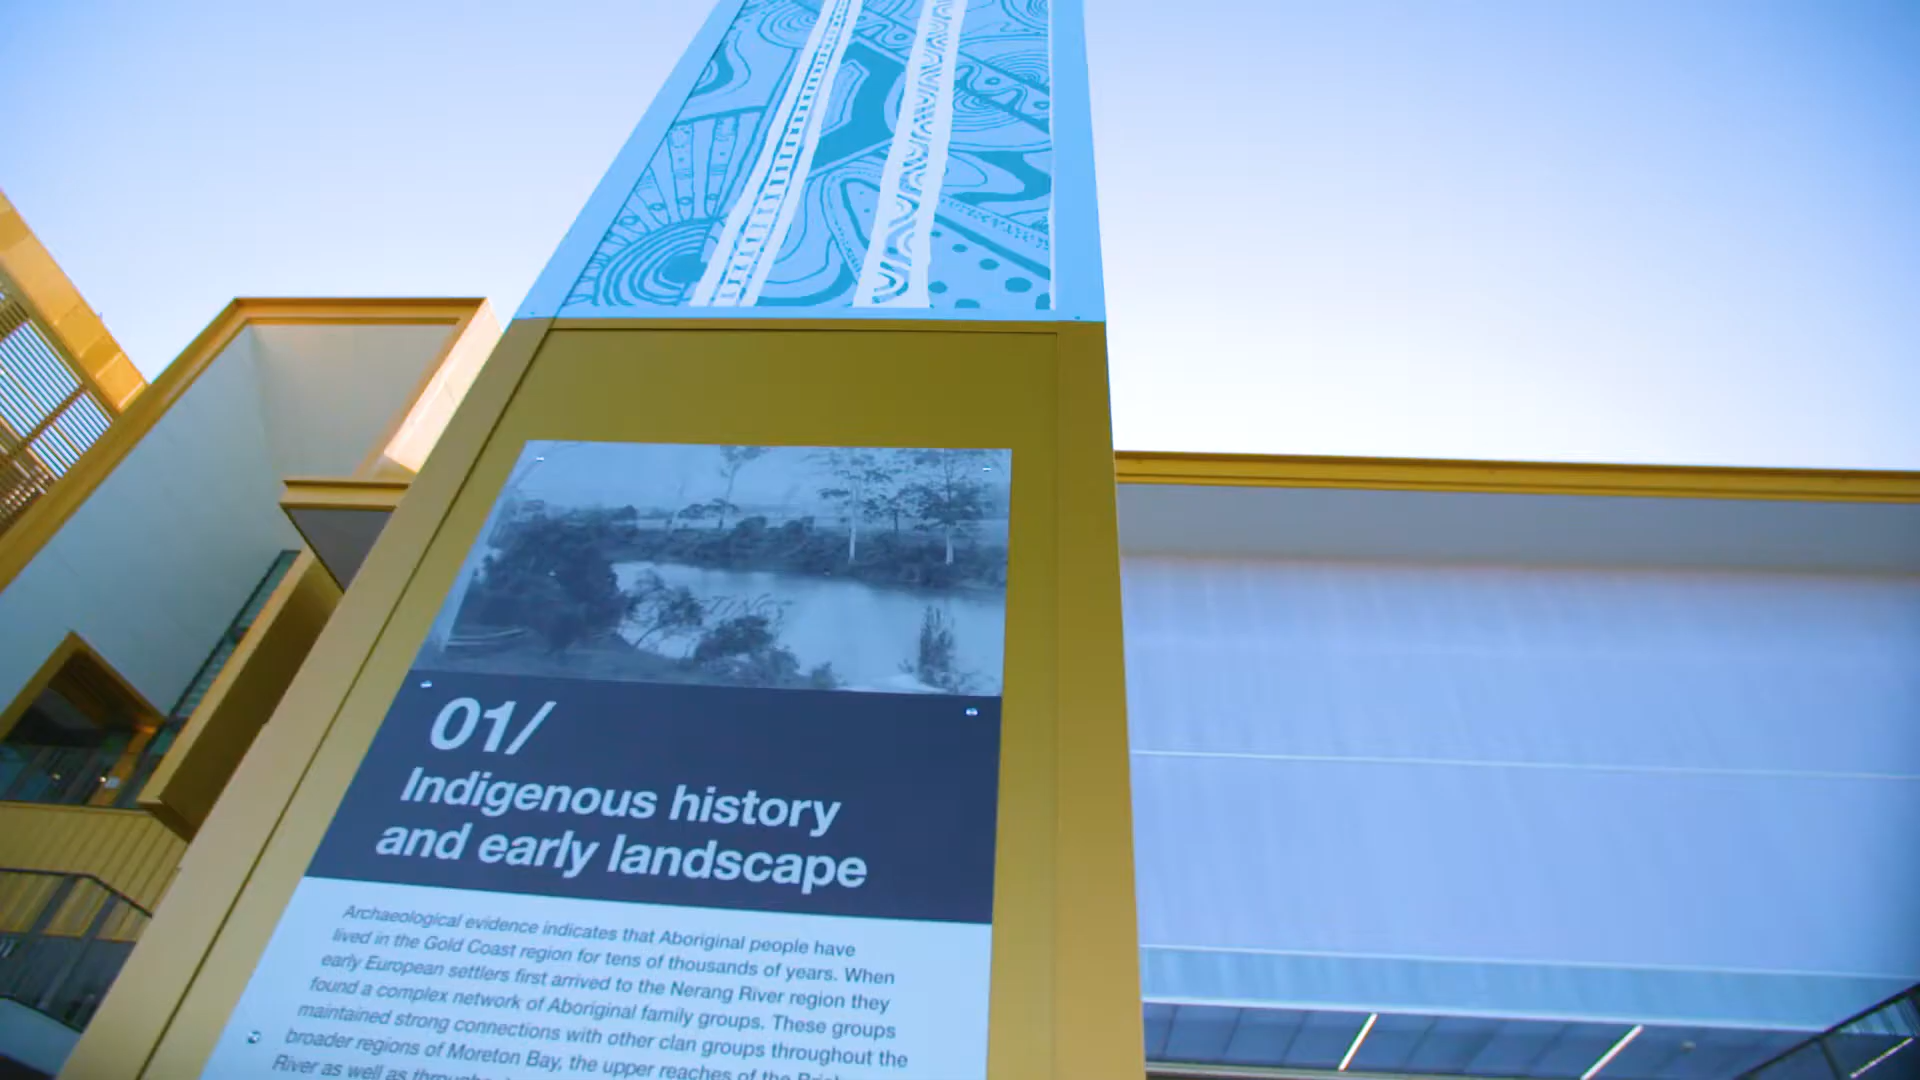 01/
Indigenous history
and early landscape
Archaeological evidence indicates that Aboriginal people have
lived in the Gold Coast region for tens of thousands of years. When
early European settlers first arrived to the Nerang River region they
found a complex network of Aboriginal family groups. These groups
maintained strong connections with other clan groups throughout the
broader regions of Moreton Bay, the upper reaches of the
River as well as